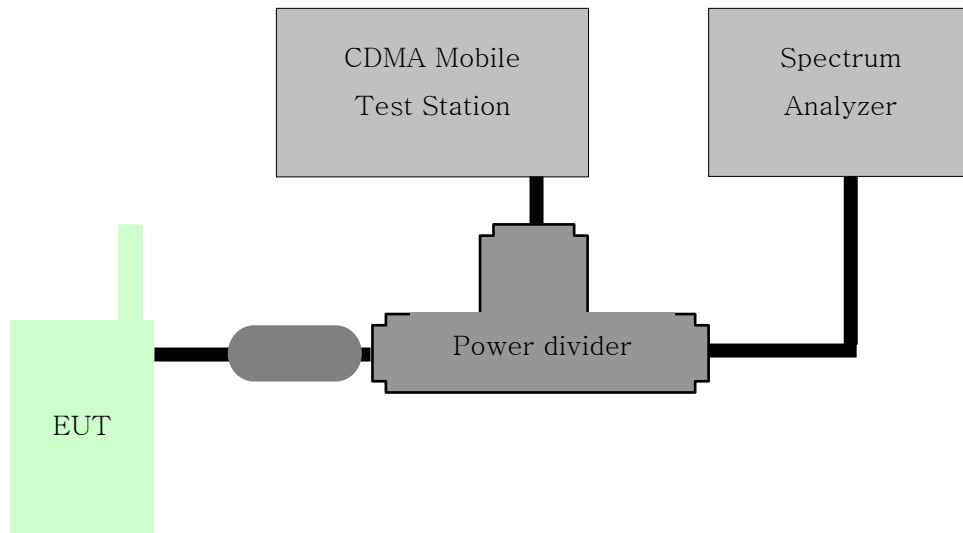 CDMA Mobile
Test Station
Spectrum
Analyzer
Power divider
EUT